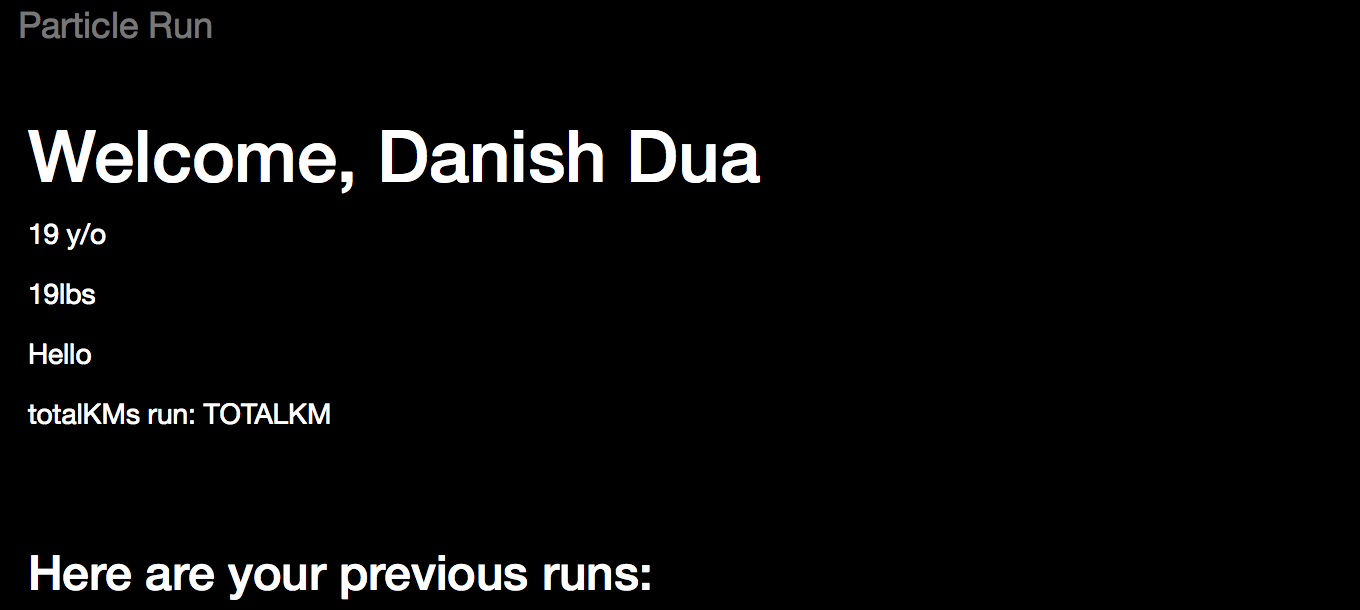 Particle Run
Welcome, Danish Dua
19 y/o
19lbs
Hello
totalKMs run: TOTALKM
Here are your previous runs: